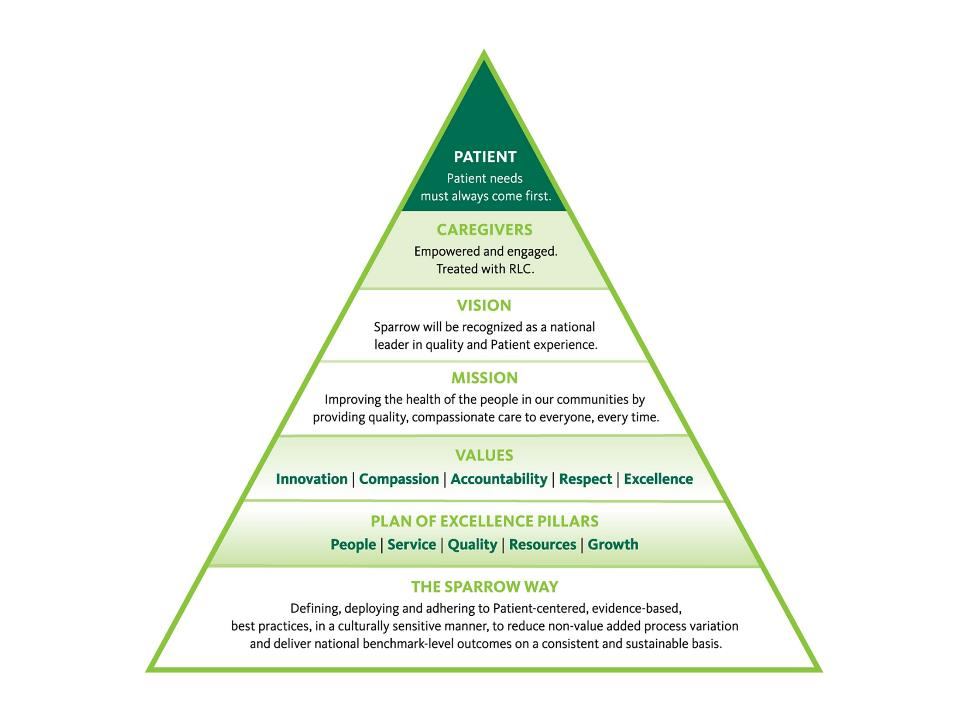 PATIENT
Patient needs
must always come first.
CAREGIVERS
Empowered and engaged.
Treated with RLC.
VISION
Sparrow will be recognized as a national
leader in quality and Patient experience.
MISSION
Improving the health of the people in our communities by
providing quality, compassionate care to everyone, every time.
VALUES
Innovation | Compassion | Accountability | Respect | Excellence
PLAN OF EXCELLENCE PILLARS
People | Service | Quality | Resources | Growth
THE SPARROW WAY
Defining, deploying and adhering to Patient-centered, evidence-based,
best practices, in a culturally sensitive manner, to reduce non-value added process variation
and deliver national benchmark-level outcomes on a consistent and sustainable basis.